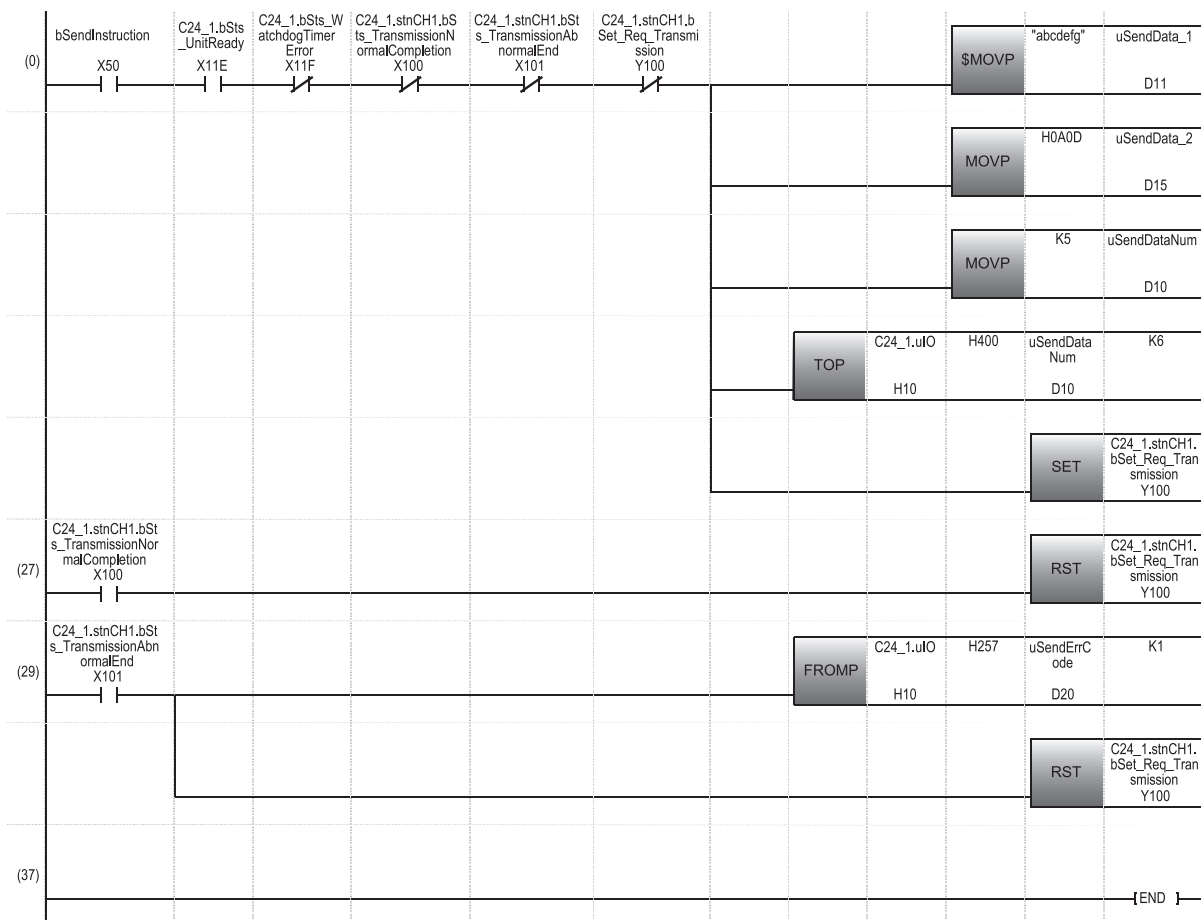 bSendInstruction
X50
C24_1.bSts
_UnitReady
X11E
C24_1.bSts_W
atchdogTimer
Error
X11F
C24_1.stnCH1.bS
ts_TransmissionN
ormalCompletion
X100
C24_1.stnCH1.bSt
s_TransmissionAb
normalEnd
X101
C24_1.stnCH1.b
Set_Req_Transmi
ssion
Y100
(0)
$MOVP
"abcdefg"
uSendData_1
D11
MOVP
H0A0D
uSendData_2
D15
MOVP
K5
uSendDataNum
D10
TOP
C24_1.uIO
H10
H400
uSendData
Num
D10
K6
SET
C24_1.stnCH1.
bSet_Req_Tran
smission
Y100
(27)
C24_1.stnCH1.bSt
s_TransmissionNor
malCompletion
X100
RST
C24_1.stnCH1.
bSet_Req_Tran
smission
Y100
(29)
C24_1.stnCH1.bSt
s_TransmissionAbn
ormalEnd
X101
FROMP
C24_1.uIO
H10
H257
uSendErrC
ode
D20
K1
RST
C24_1.stnCH1.
bSet_Req_Tran
smission
Y100
(37)
[END ]